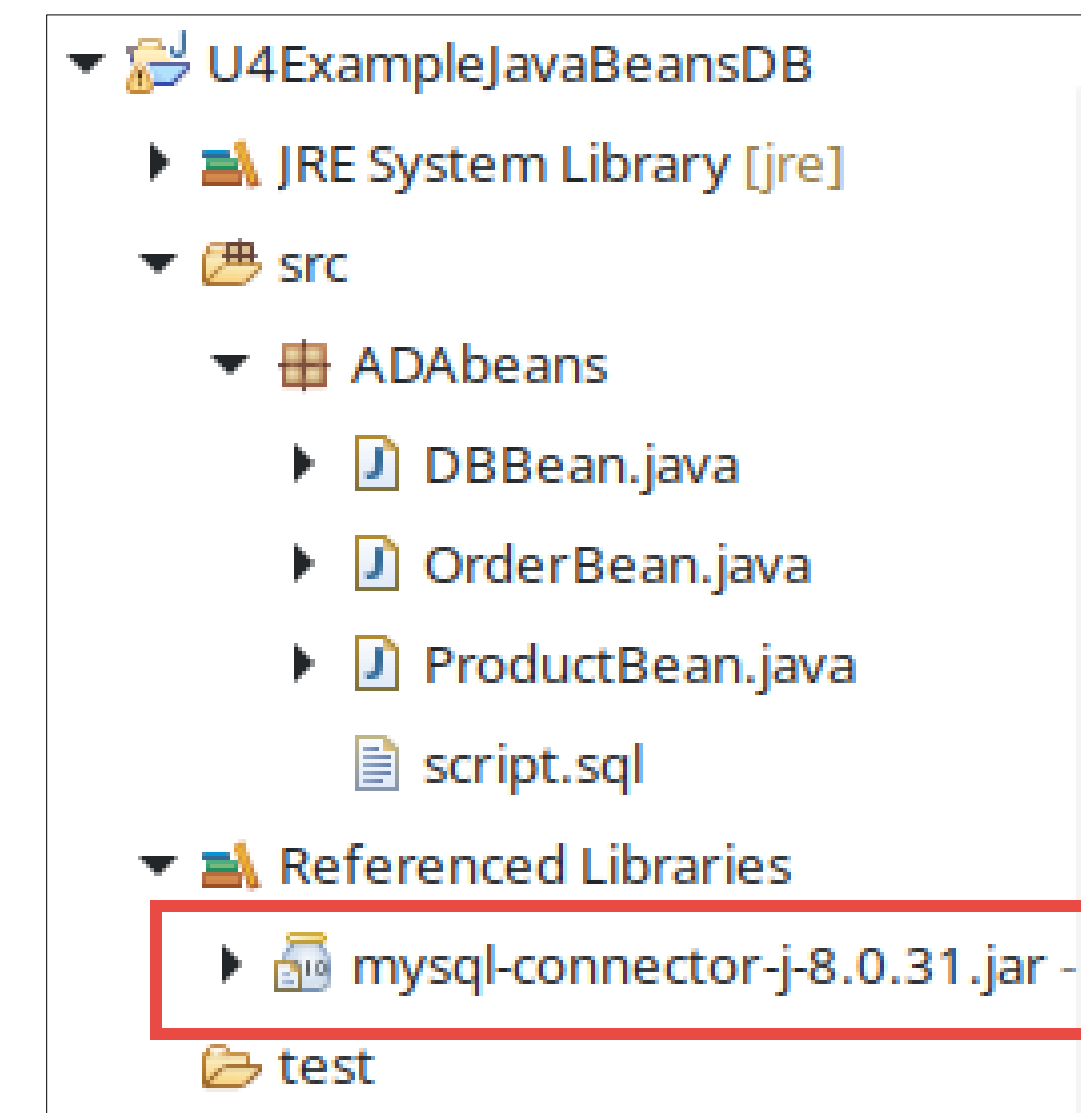 U4ExampleJavaBeansDB
JRE System Library [jre]
src
ADAbeans
DBBean.java
OrderBean.java
ProductBean.java
script.sql
Referenced Libraries
mysql-connector-j-8.0.31.jar -
test